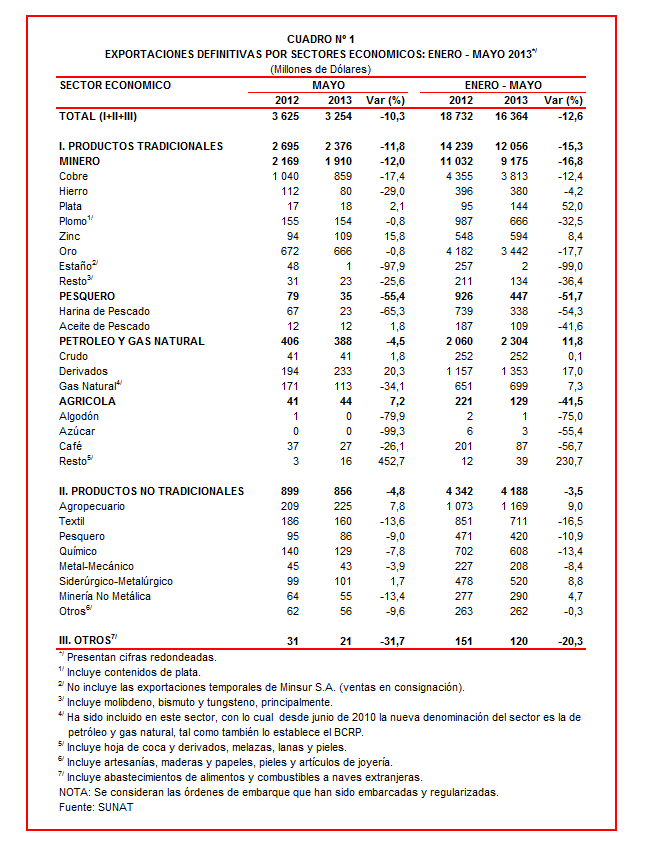 CUADRO Nº 1
EXPORTACIONES DEFINITIVAS POR SECTORES ECONOMICOS: ENERO - MAYO 2013*/
(Millones de Dólares)
SECTOR ECONOMICO MAYO ENERO - MAYO
2012 2013 Var (%) 2012 2013 Var (%)
TOTAL (I+II+III) 3 625 3 254 -10,3 18 732 16 364 -12,6
I. PRODUCTOS TRADICIONALES 2 695 2 376 -11,8 14 239 12 056 -15,3
MINERO 2 169 1 910 -12,0 11 032 9 175 -16,8
Cobre 1 040 859 -17,4 4 355 3 813 -12,4
Hierro 112 80 -29,0 396 380 -4,2
Plata 17 18 2,1 95 144 52,0
Plomo1/ 155 154 -0,8 987 666 -32,5
Zinc 94 109 15,8 548 594 8,4
Oro 672 666 -0,8 4 182 3 442 -17,7
Estaño2/ 48 1 -97,9 257 2 -99,0
Resto3/ 31 23 -25,6 211 134 -36,4
PESQUERO 79 35 -55,4 926 447 -51,7
Harina de Pescado 67 23 -65,3 739 338 -54,3
Aceite de Pescado 12 12 1,8 187 109 -41,6
PETROLEO Y GAS NATURAL 406 388 -4,5 2 060 2 304 11,8
Crudo 41 41 1,8 252 252 0,1
Derivados 194 233 20,3 1 157 1 353 17,0
Gas Natural4/ 171 113 -34,1 651 699 7,3
AGRICOLA 41 44 7,2 221 129 -41,5
Algodón 1 0 -79,9 2 1 -75,0
Azúcar 0 0 -99,3 6 3 -55,4
Café 37 27 -26,1 201 87 -56,7
Resto5/ 3 16 452,7 12 39 230,7
II. PRODUCTOS NO TRADICIONALES 899 856 -4,8 4 342 4 188 -3,5
Agropecuario 209 225 7,8 1 073 1 169 9,0
Textil 186 160 -13,6 851 711 -16,5
Pesquero 95 86 -9,0 471 420 -10,9
Químico 140 129 -7,8 702 608 -13,4
Metal-Mecánico 45 43 -3,9 227 208 -8,4
Siderúrgico-Metalúrgico 99 101 1,7 478 520 8,8
Minería No Metálica 64 55 -13,4 277 290 4,7
Otros6/ 62 56 -9,6 263 262 -0,3
III. OTROS7/ 31 21 -31,7 151 120 -20,3
*/ Presentan cifras redondeadas.
1/ Incluye contenidos de plata.
2/ No incluye las exportaciones temporales de Minsur S.A. (ventas en consignación).
3/ Incluye molibdeno, bismuto y tungsteno, principalmente.
4/ Ha sido incluido en este sector, con lo cual desde junio de 2010 la nueva denominación del sector es la de
petróleo y gas natural, tal como también lo establece el BCRP.
5/ Incluye hoja de coca y derivados, melazas, lanas y pieles.
6/ Incluye artesanías, maderas y papeles, pieles y artículos de joyería.
7/ Incluye abastecimientos de alimentos y combustibles a naves extranjeras.
NOTA: Se consideran las órdenes de embarque que han sido embarcadas y regularizadas.
Fuente: SUNAT